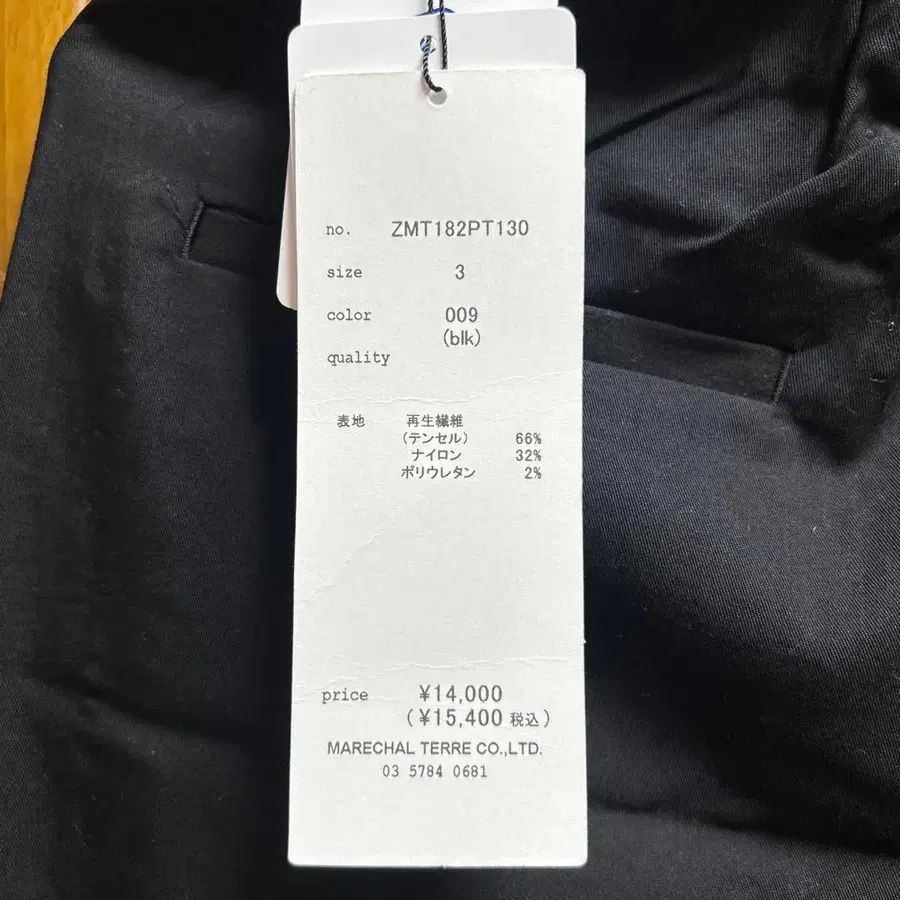 no. ZMT182PT130
size 3
color 009
(blk)
quality
表地 再生繊維
(テンセル) 66%
ナイロン 32%
ポリウレタン 2%
price ¥14,000
(¥15,400 税込)
MARECHAL TERRE CO.,LTD.
03 5784 0681